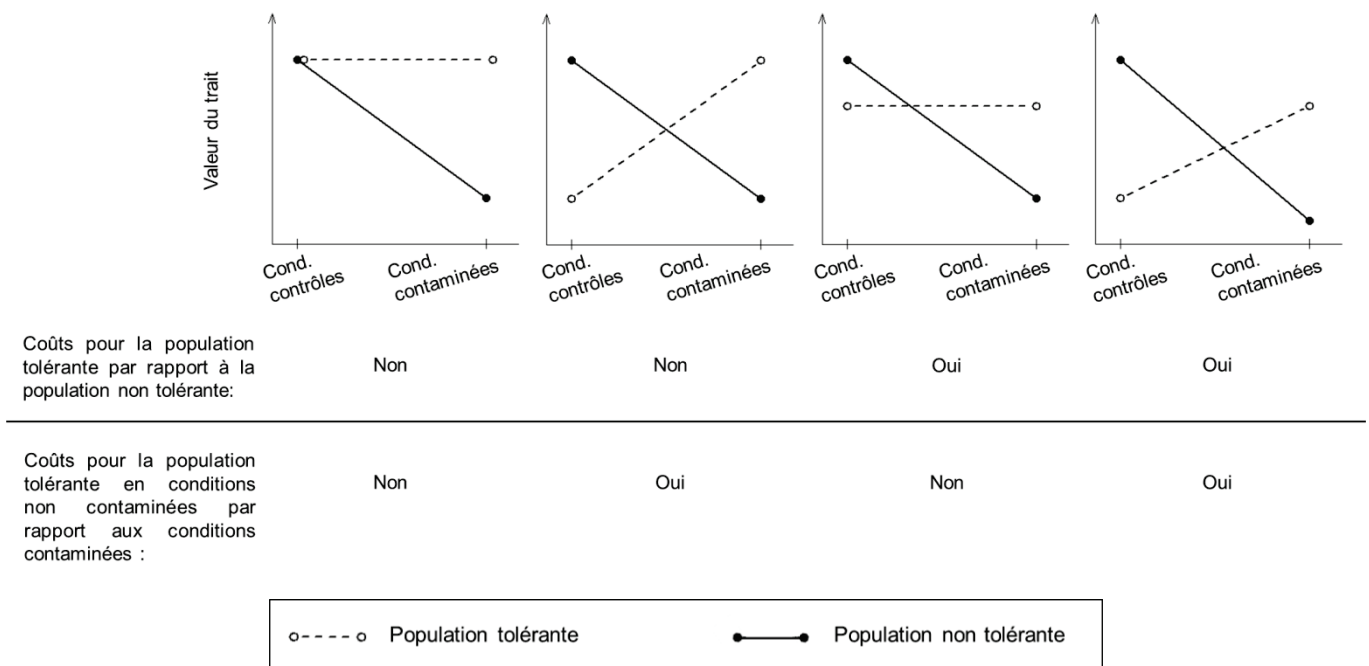 Valeur du trait
Cond.
contrôles
Cond.
contaminées
Cond.
contrôles
Cond.
contaminées
Cond.
contrôles
Cond.
contaminées
Cond.
contrôles
Cond.
contaminées
Coûts pour la population
tolérante par rapport à la
population non tolérante:
Non
Non
Oui
Oui
Coûts pour la population
tolérante en conditions
non contaminées par
rapport aux conditions
contaminées :
Non
Oui
Non
Oui
Population tolérante
Population non tolérante